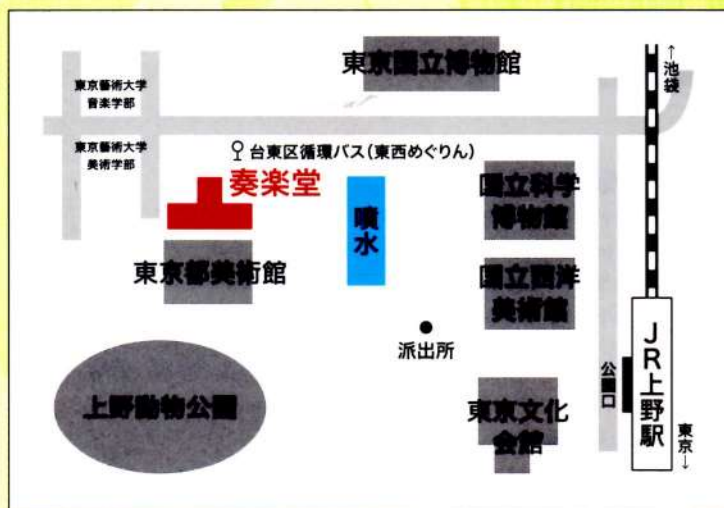 東京国立博物館
↑池袋
東京藝術大学
音楽学部
東京藝術大学
美術学部
台東区循環バス(東西めぐりん)
奏楽堂
噴水
国立科学
博物館
東京都美術館
国立西洋
美術館
派出所
公園口
JR上野駅
上野動物公園
東京文化
会館
東京↓